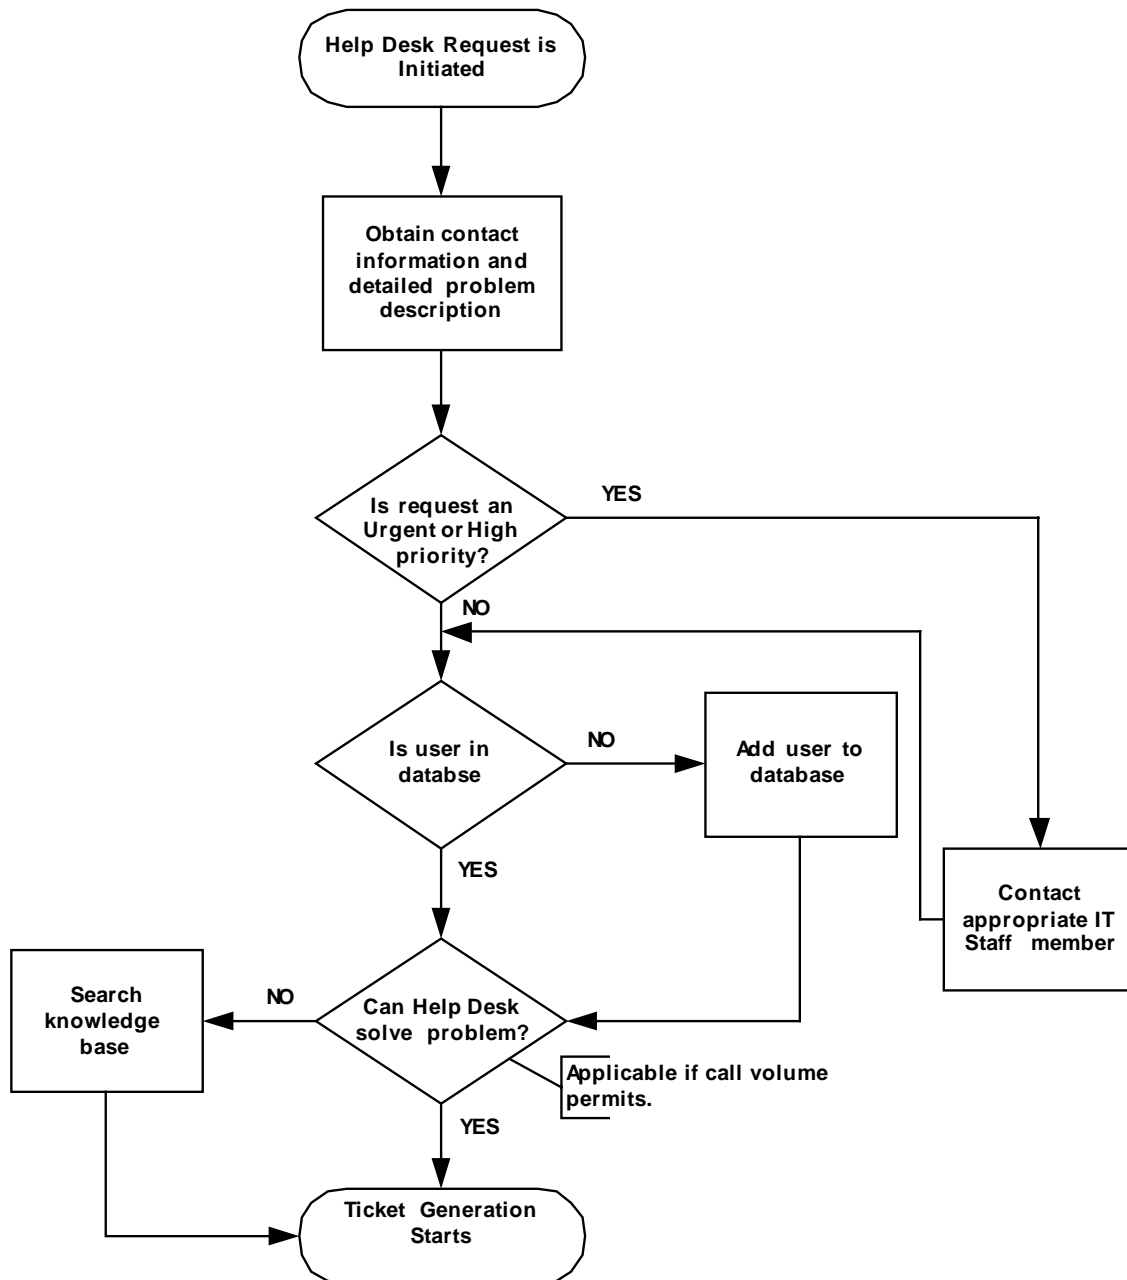 Help Desk Request is
Initiated
Obtain contact
information and
detailed problem
description
Is request an
Urgent or High
priority?
YES
NO
Is user in
databse
NO
Add user to
database
YES
Contact
appropriate IT
Staff member
Search
knowledge
base
NO
Can Help Desk
solve problem?
Applicable if call volume
permits.
YES
Ticket Generation
Starts